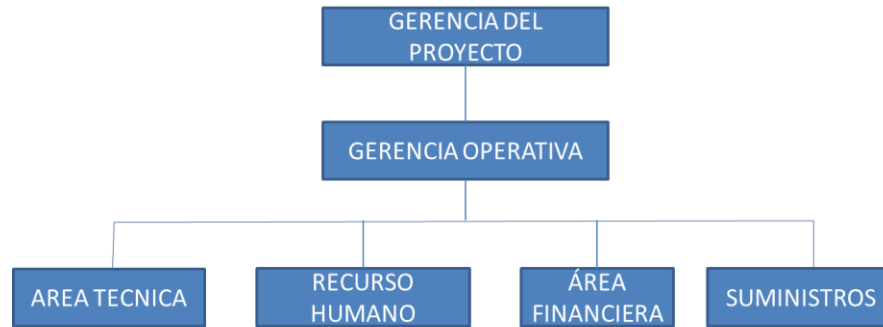 GERENCIA DEL
PROYECTO
GERENCIA OPERATIVA
AREA TECNICA
RECURSO
HUMANO
ÁREA
FINANCIERA
SUMINISTROS